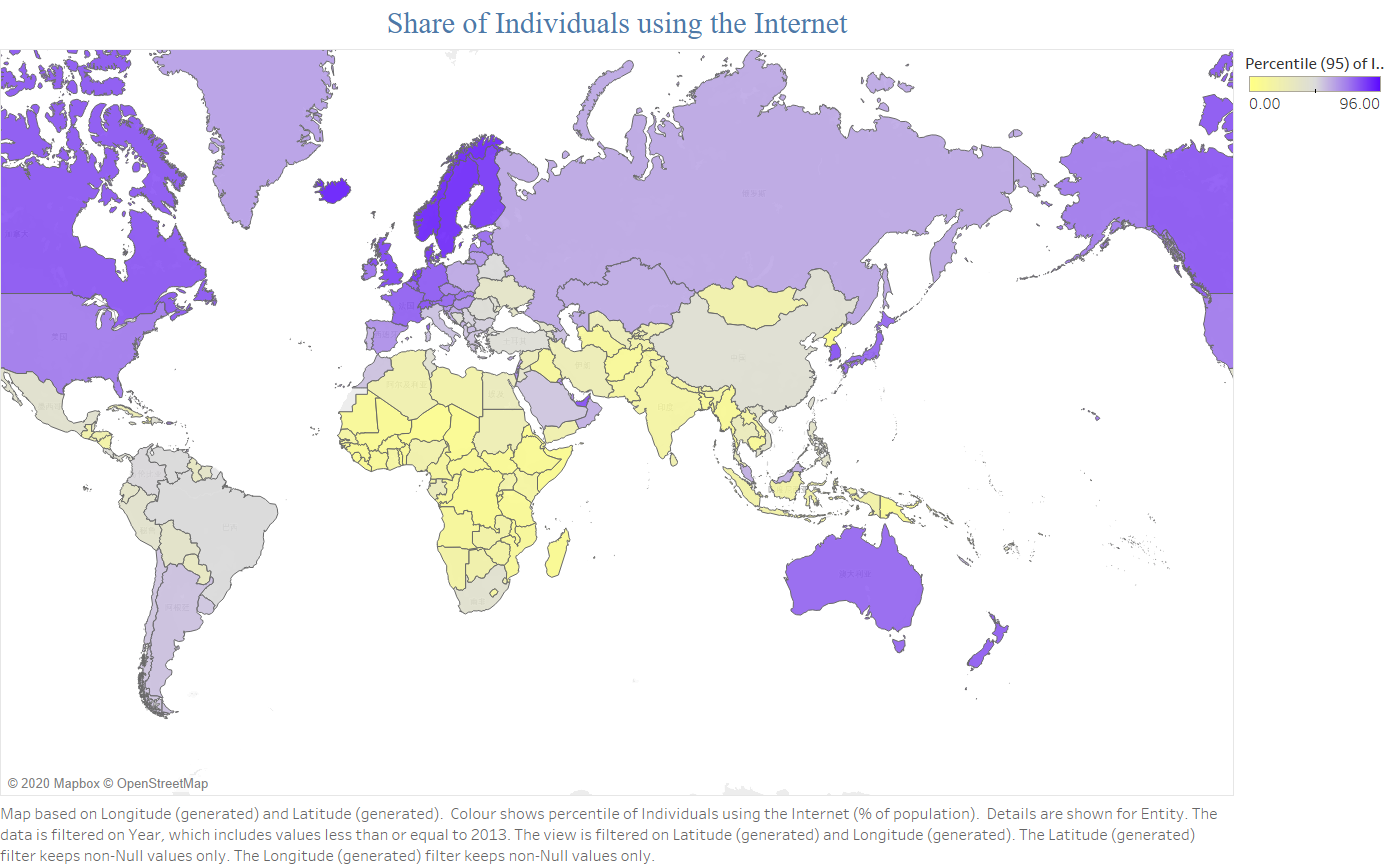 Share of Individuals using the Internet
Percentile (95) of I..
0.00 96.00
© 2020 Mapbox © OpenStreetMap
Map based on Longitude (generated) and Latitude (generated). Colour shows percentile of Individuals using the Internet (% of population). Details are shown for Entity. The
data is filtered on Year, which includes values less than or equal to 2013. The view is filtered on Latitude (generated) and Longitude (generated). The Latitude (generated)
filter keeps non-Null values only. The Longitude (generated) filter keeps non-Null values only.